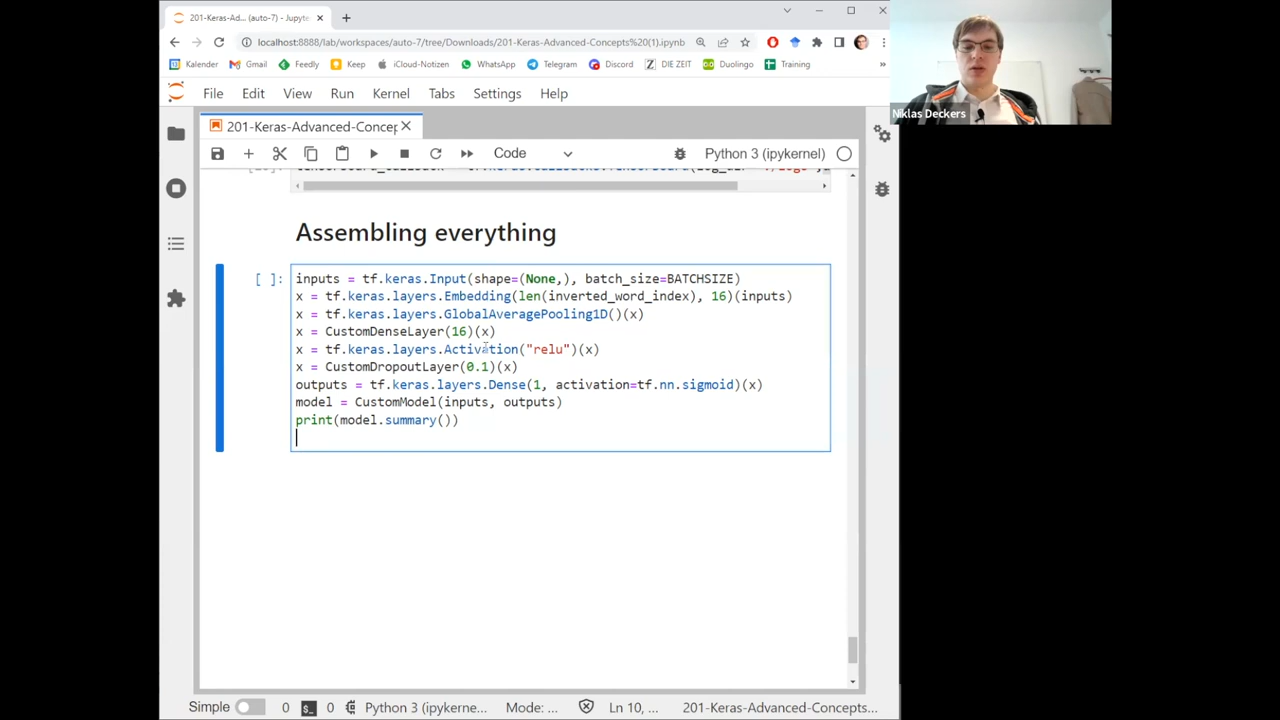 201-Keras-Ad... (auto-7) - Jupyter
localhost:8888/lab/workspaces/auto-7/tree/Downloads/201-Keras-Advanced-Concepts%20(1).ipynb
Kalender Gmail Feedly Keep iCloud-Notizen WhatsApp Telegram Discord DIE ZEIT Duolingo Training »
Niklas Deckers
File Edit View Run Kernel Tabs Settings Help
201-Keras-Advanced-Concep
Code Python 3 (ipykernel)
Assembling everything
[ ]: inputs = tf.keras.Input(shape=(None,), batch_size=BATCHSIZE)
x = tf.keras.layers.Embedding(len(inverted_word_index), 16)(inputs)
x = tf.keras.layers.GlobalAveragePooling1D()(x)
x = CustomDenseLayer(16)(x)
x = tf.keras.layers.Activation("relu")(x)
x = CustomDropoutLayer(0.1)(x)
outputs = tf.keras.layers.Dense(1, activation=tf.nn.sigmoid)(x)
model = CustomModel(inputs, outputs)
print(model.summary())
Simple 0 0 Python 3 (ipykerne... Mode: ... Ln 10, ... 201-Keras-Advanced-Concepts...